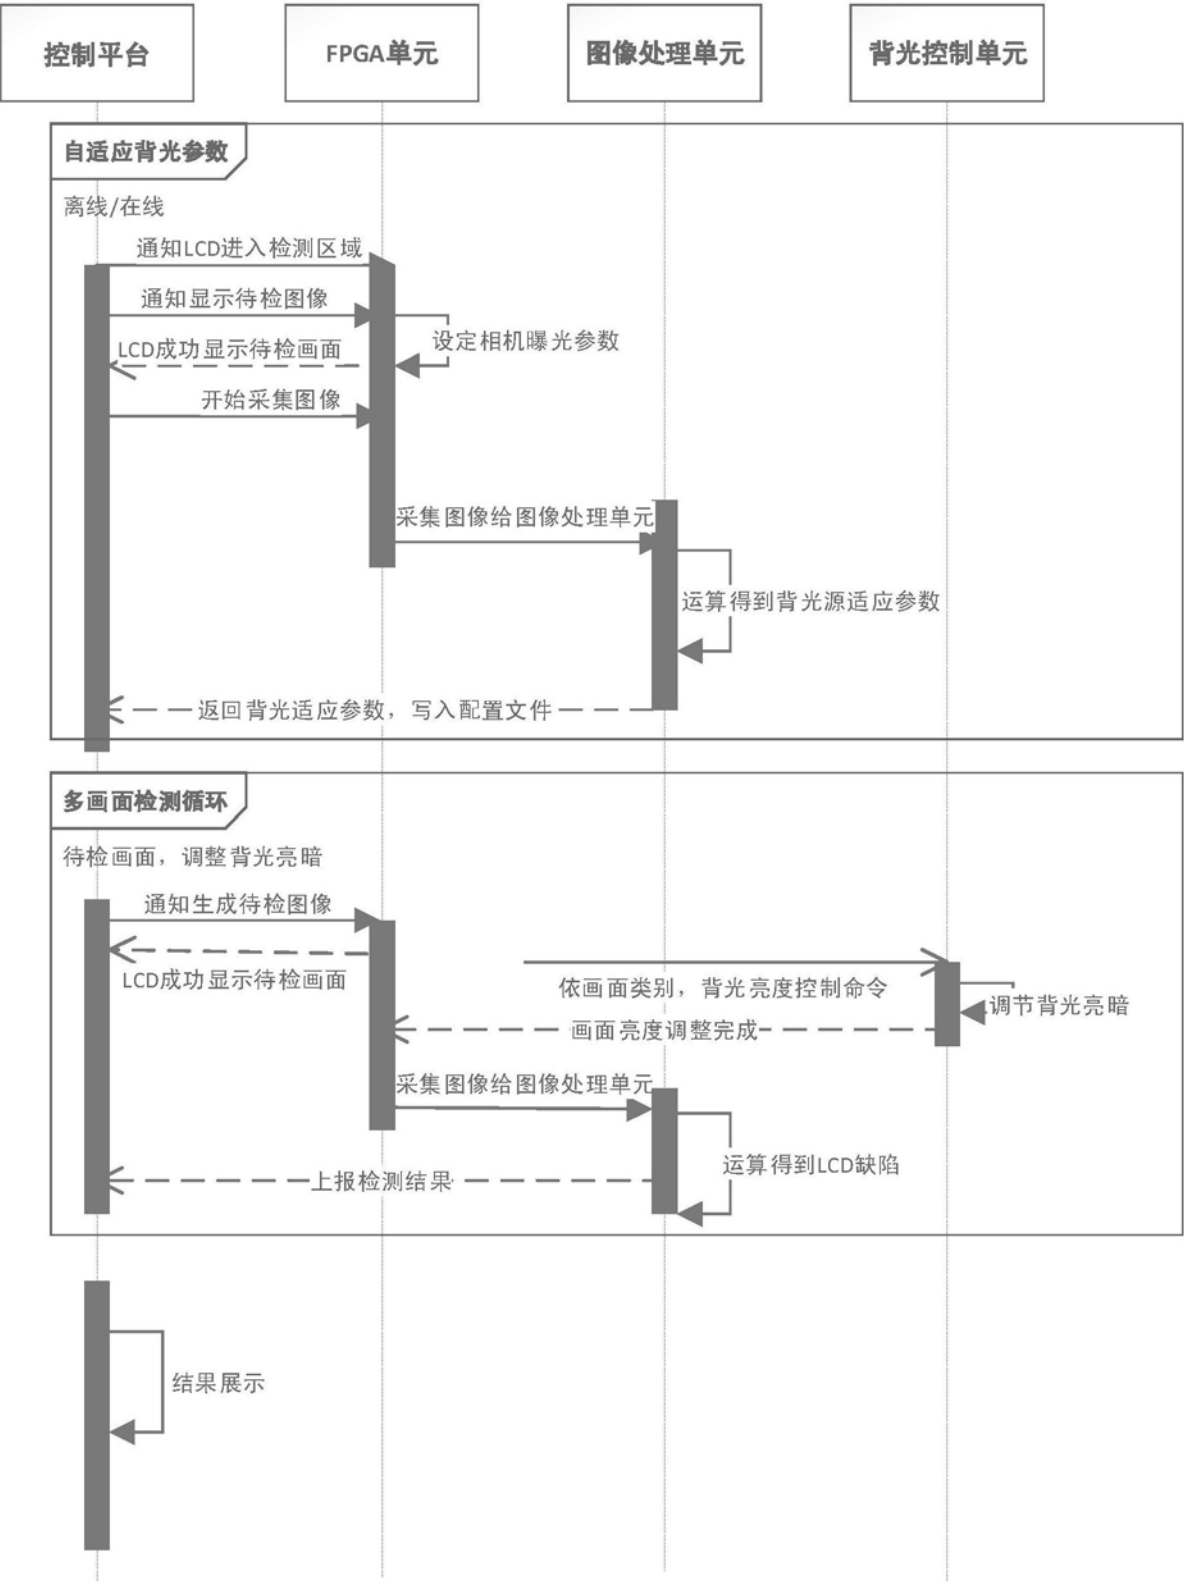 控制平台
FPGA单元
图像处理单元
背光控制单元
自适应背光参数
离线/在线
通知LCD进入检测区域
通知显示待检图像
设定相机曝光参数
LCD成功显示待检画面
开始采集图像
采集图像给图像处理单元
运算得到背光源适应参数
返回背光适应参数，写入配置文件
多画面检测循环
待检画面，调整背光亮暗
通知生成待检图像
LCD成功显示待检画面
依画面类别，背光亮度控制命令
调节背光亮暗
画面亮度调整完成
采集图像给图像处理单元
运算得到LCD缺陷
上报检测结果
结果展示